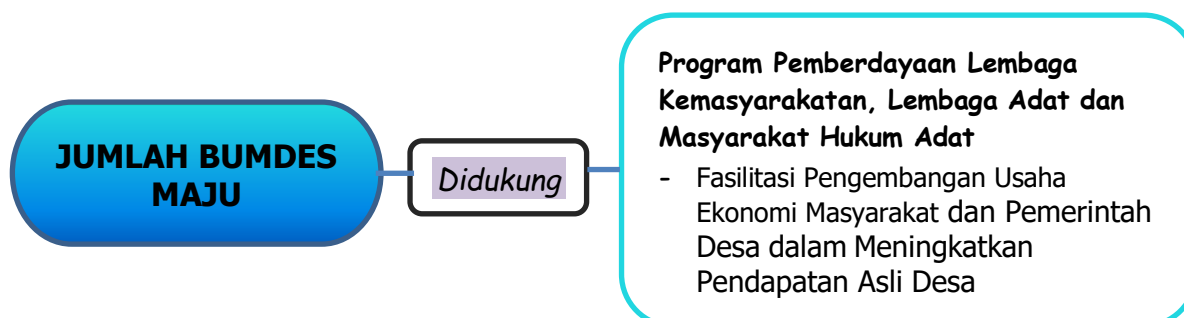 JUMLAH BUMDES
MAJU
Didukung
Program Pemberdayaan Lembaga
Kemasyarakatan, Lembaga Adat dan
Masyarakat Hukum Adat
- Fasilitasi Pengembangan Usaha
Ekonomi Masyarakat dan Pemerintah
Desa dalam Meningkatkan
Pendapatan Asli Desa